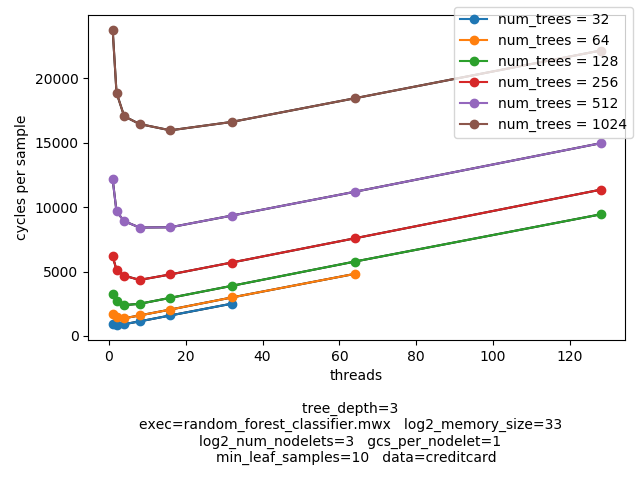 num_trees = 32
num_trees = 64
num_trees = 128
num_trees = 256
num_trees = 512
num_trees = 1024
cycles per sample
20000
15000
10000
5000
0
0 20 40 60 80 100 120
threads
tree_depth=3
exec=random_forest_classifier.mwx log2_memory_size=33
log2_num_nodelets=3 gcs_per_nodelet=1
min_leaf_samples=10 data=creditcard